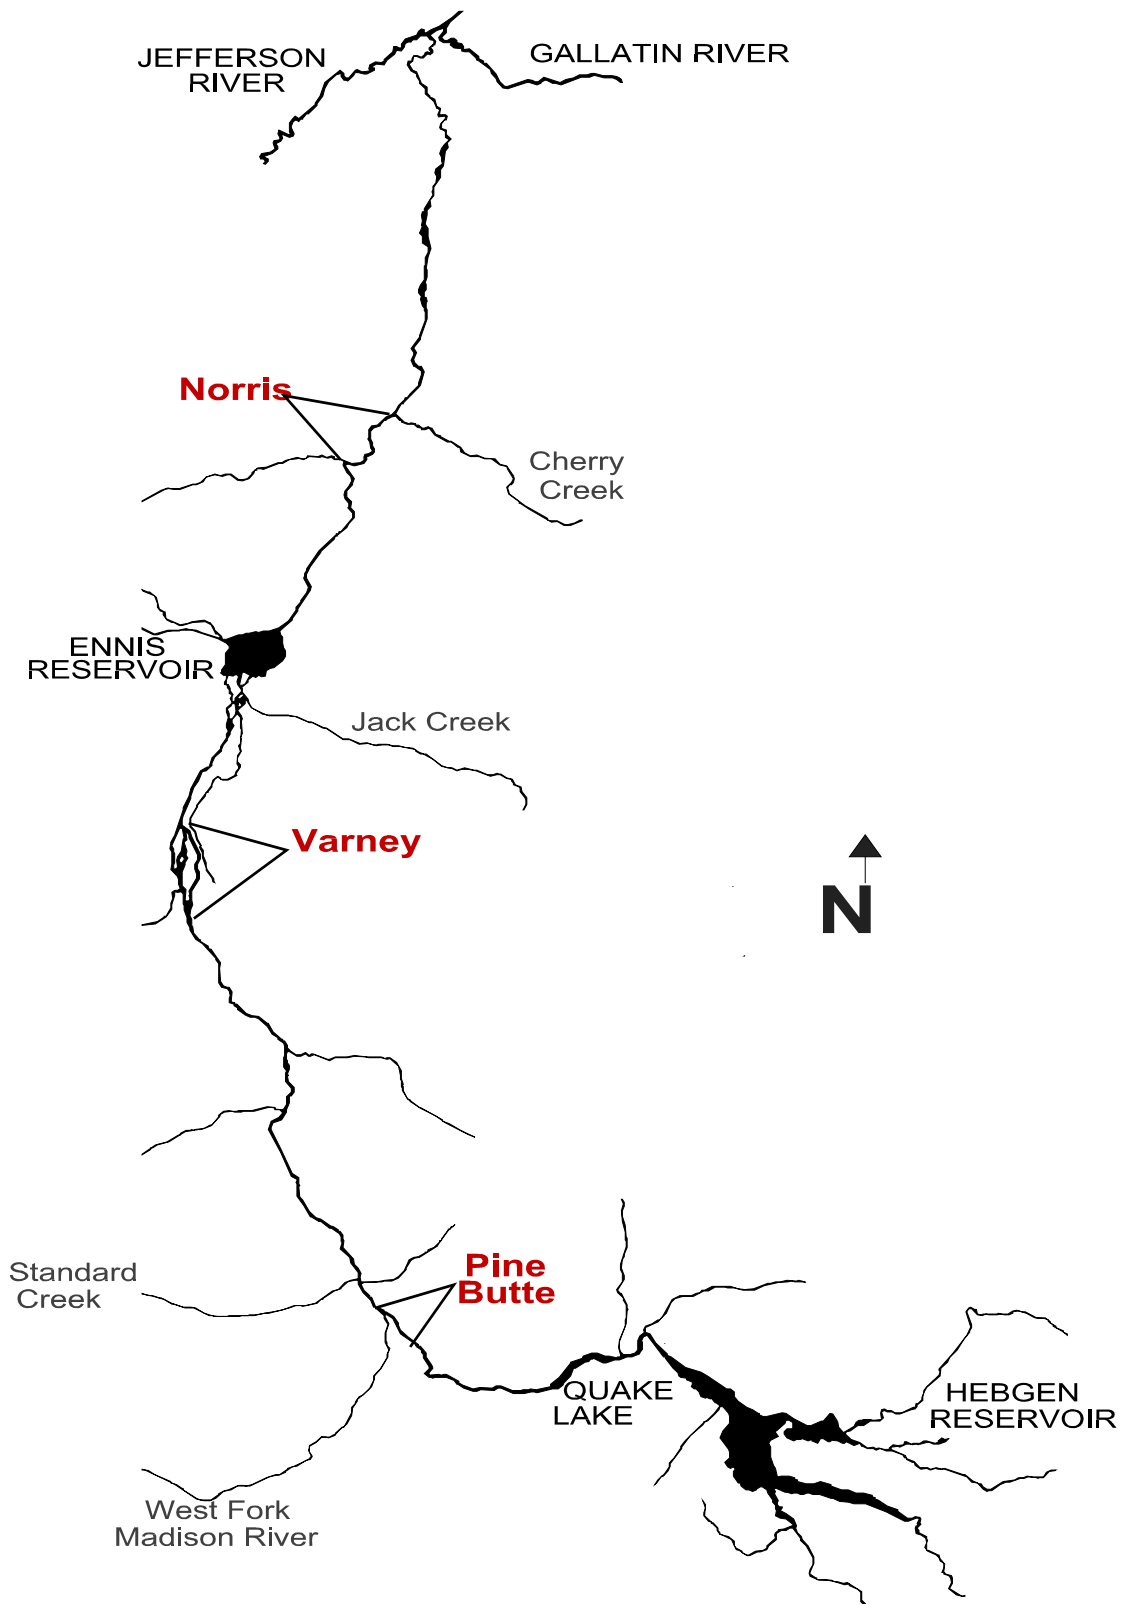 JEFFERSON
RIVER
GALLATIN RIVER
Norris
Cherry
Creek
ENNIS
RESERVOIR
Jack Creek
Varney
N
Standard
Creek
Pine
Butte
QUAKE
LAKE
HEBGEN
RESERVOIR
West Fork
Madison River